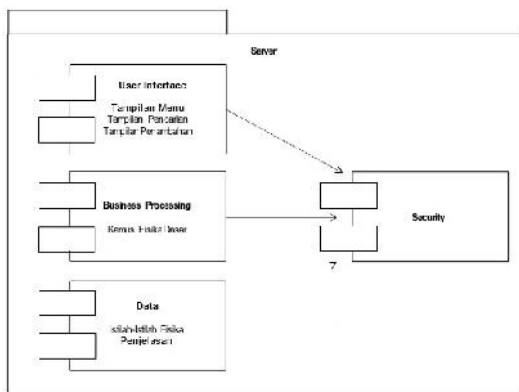 Server
User Interface
Tampilan Menu
Tampilan Pencarian
Tampilan Penambahan
Business Processing
Kamus Fisika Dasar
Security
Data
Istilah-Istilah Fisika
Penjelasan